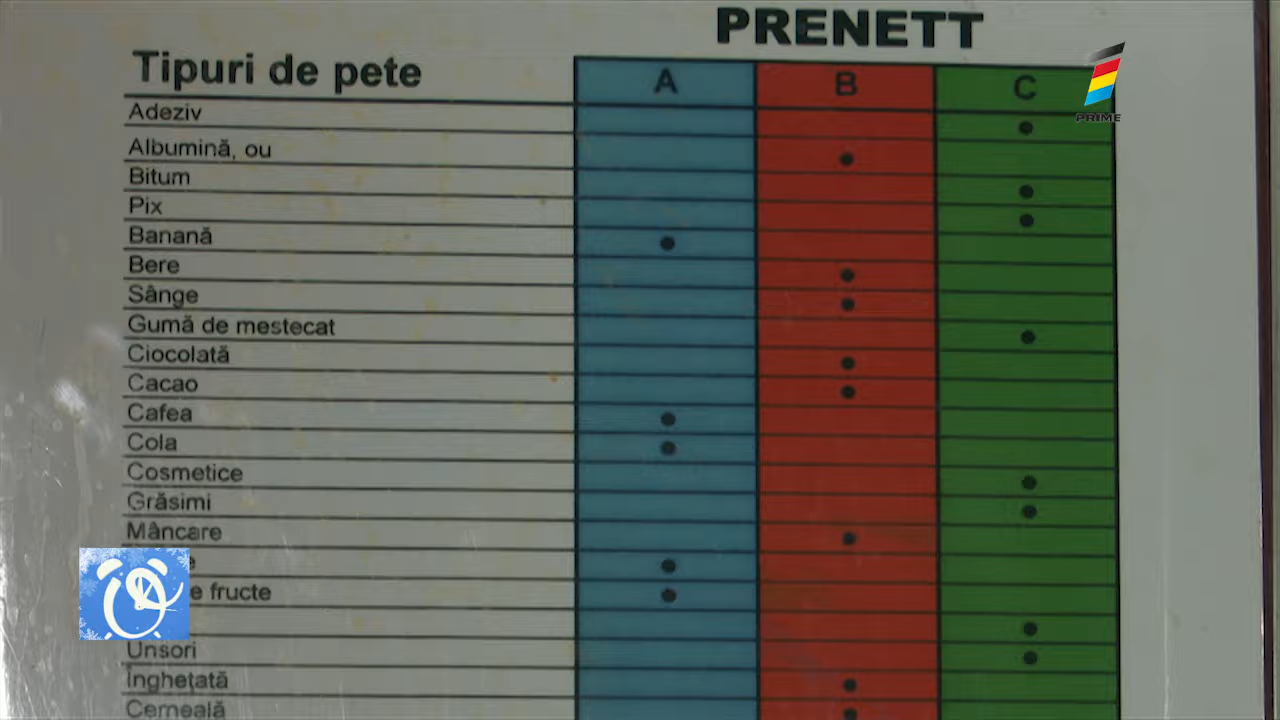 PRENETT
Tipuri de pete A B C
PRIME
Adeziv
Albumină, ou
Bitum
Pix
Banană
Bere
Sânge
Gumă de mestecat
Ciocolată
Cacao
Cafea
Cola
Cosmetice
Grăsimi
Mâncare
fructe
Unsori
Înghețată
Cerneală